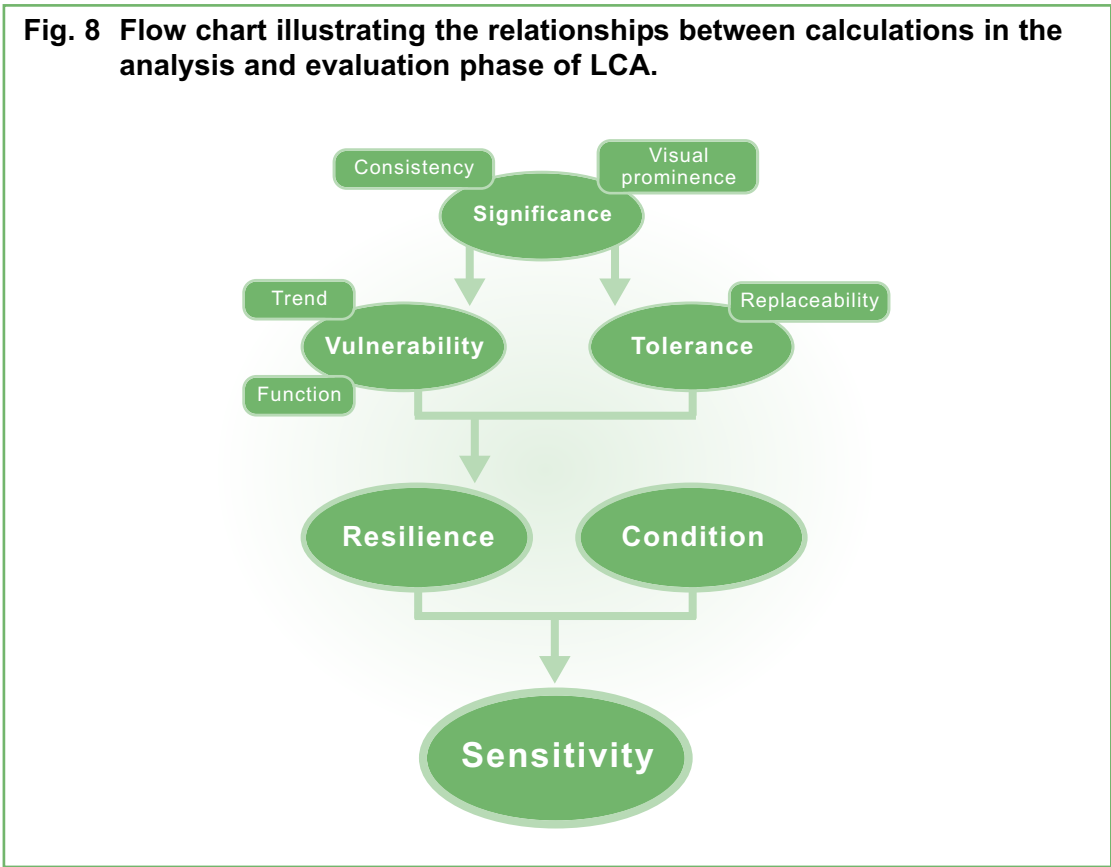 Fig. 8 Flow chart illustrating the relationships between calculations in the
analysis and evaluation phase of LCA.
Consistency
Visual
prominence
Significance
Trend
Replaceability
Vulnerability
Tolerance
Function
Resilience
Condition
Sensitivity